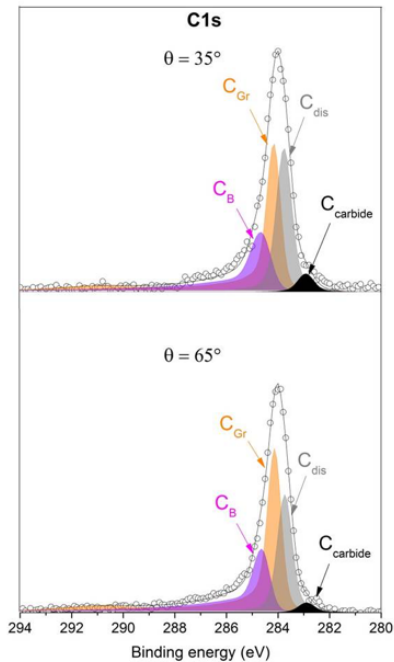 C1s
θ = 35°
C_Gr
C_dis
C_B
C_carbide
θ = 65°
C_Gr
C_dis
C_B
C_carbide
294 292 290 288 286 284 282 280
Binding energy (eV)